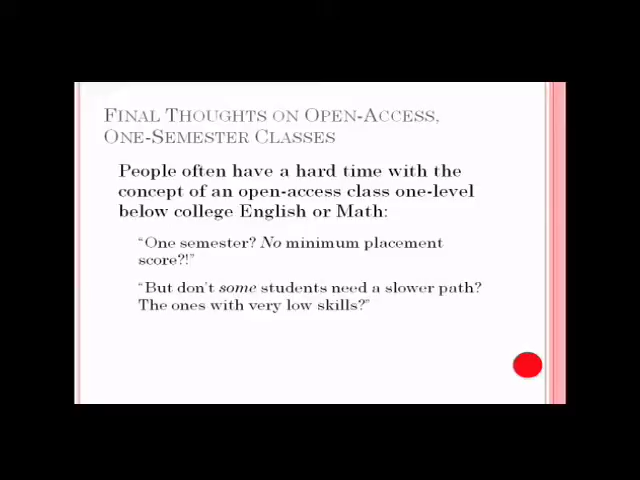 FINAL THOUGHTS ON OPEN-ACCESS,
ONE-SEMESTER CLASSES
People often have a hard time with the
concept of an open-access class one-level
below college English or Math:
“One semester? No minimum placement
score?!”
“But don’t some students need a slower path?
The ones with very low skills?”